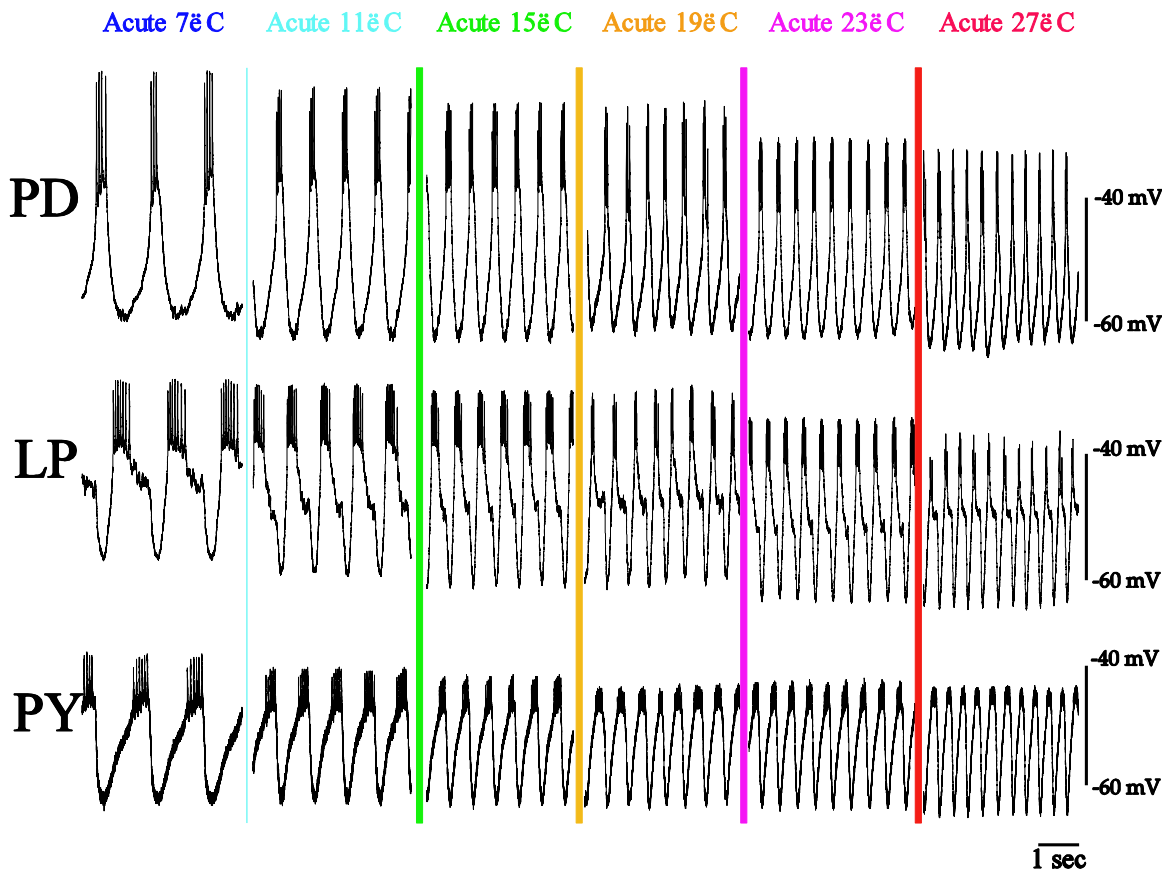 Acute 7ë C Acute 11ë C Acute 15ë C Acute 19ë C Acute 23ë C Acute 27ë C
PD
-40 mV
-60 mV
LP
-40 mV
-60 mV
PY
-40 mV
-60 mV
1 sec